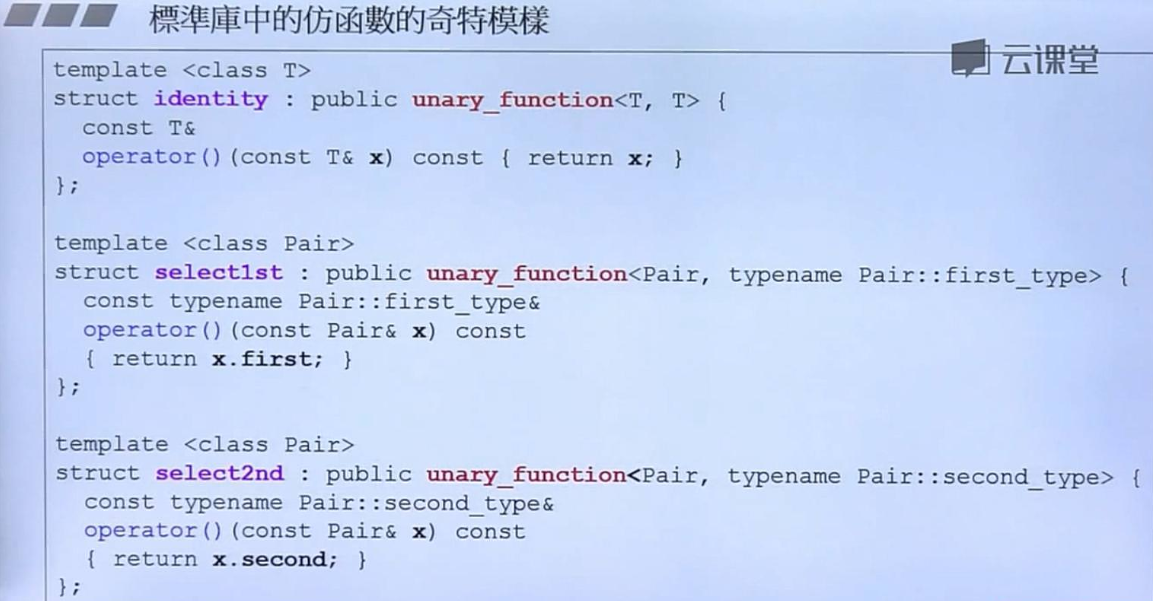 標準庫中的仿函數的奇特模樣
云课堂
template <class T>
struct identity : public unary_function<T, T> {
  const T&
  operator()(const T& x) const { return x; }
};

template <class Pair>
struct select1st : public unary_function<Pair, typename Pair::first_type> {
  const typename Pair::first_type&
  operator()(const Pair& x) const
  { return x.first; }
};

template <class Pair>
struct select2nd : public unary_function<Pair, typename Pair::second_type> {
  const typename Pair::second_type&
  operator()(const Pair& x) const
  { return x.second; }
};